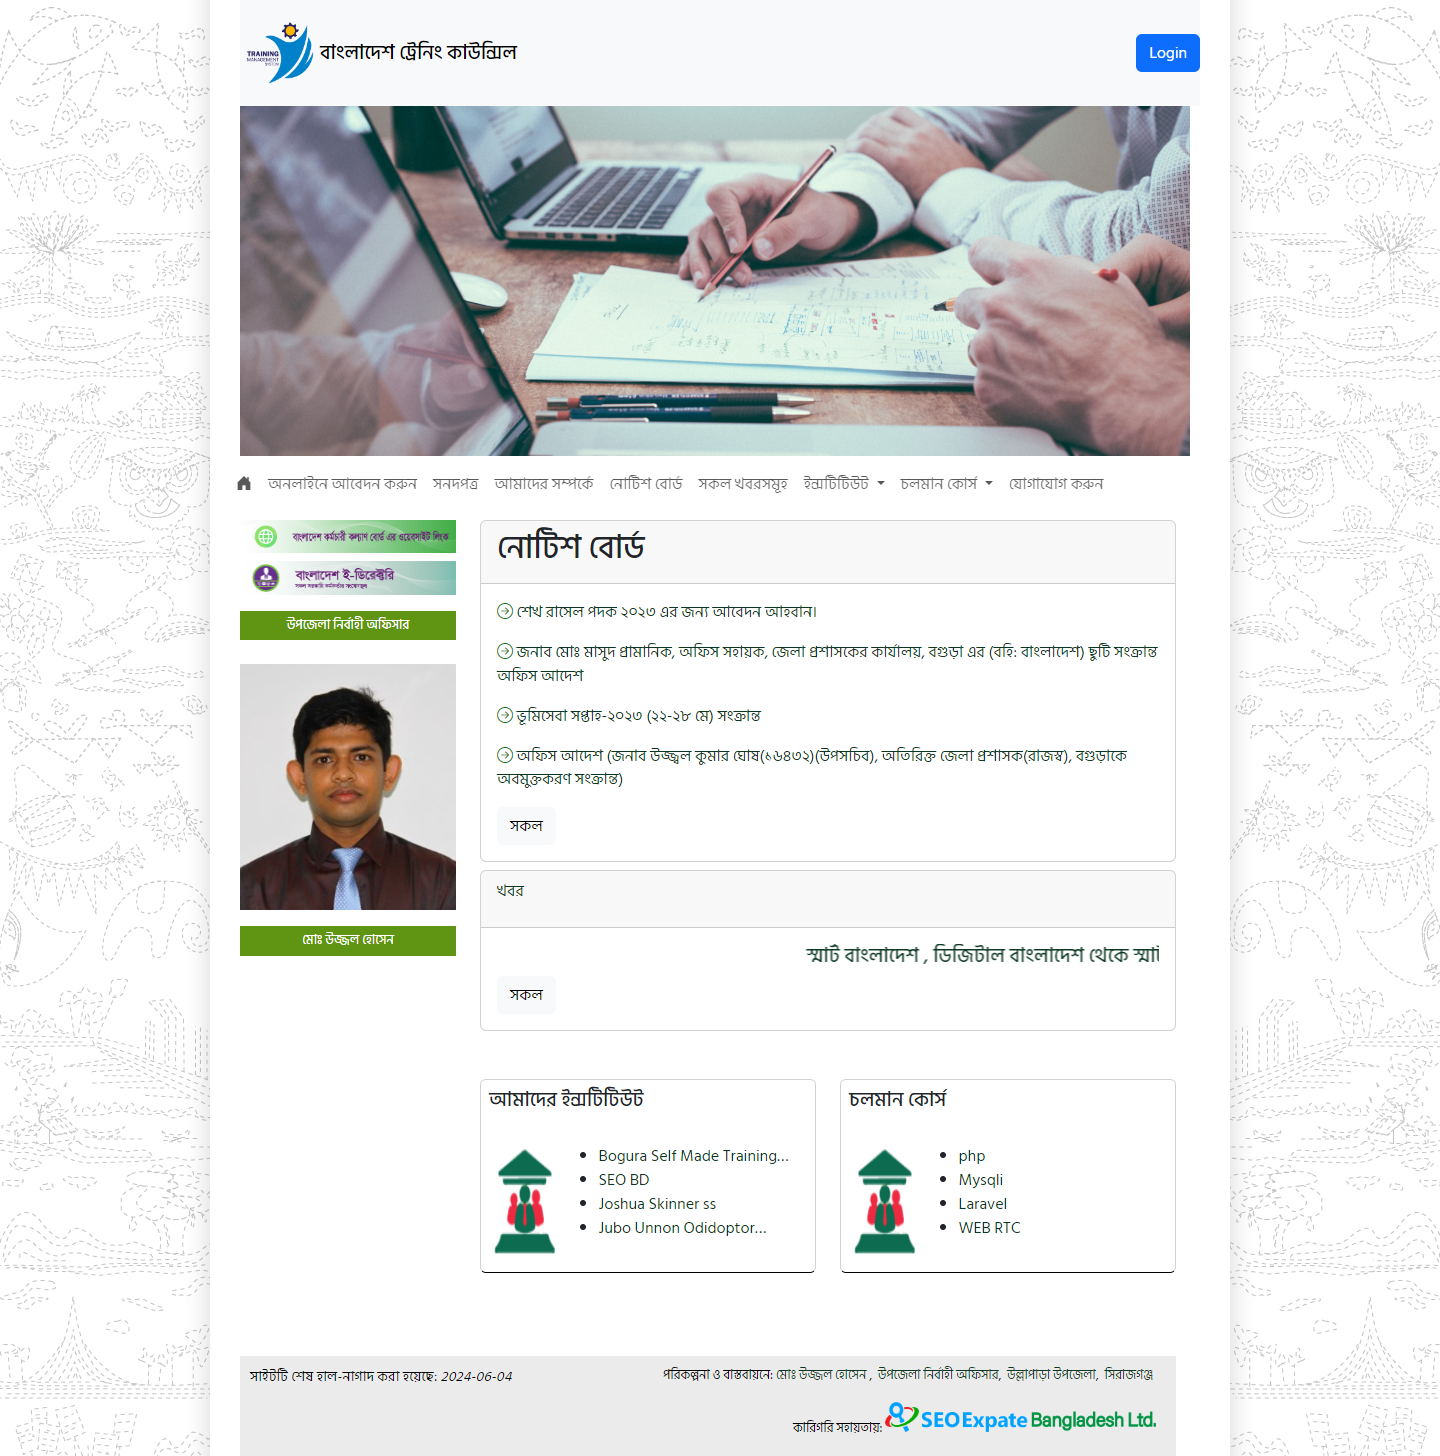 TRAINING
MANAGEMENT
SYSTEM
বাংলাদেশ ট্রেনিং কাউন্সিল
Login
অনলাইনে আবেদন করুন সনদপত্র আমাদের সম্পর্কে নোটিশ বোর্ড সকল খবরসমূহ ইন্সটিটিউট চলমান কোর্স যোগাযোগ করুন
বাংলাদেশ কর্মচারী কল্যাণ বোর্ড এর ওয়েবসাইট লিংক
বাংলাদেশ ই-ডিরেক্টরি
উপজেলা নির্বাহী অফিসার
মোঃ উজ্জল হোসেন
নোটিশ বোর্ড
শেখ রাসেল পদক ২০২৩ এর জন্য আবেদন আহবান।
জনাব মোঃ মাসুদ প্রামানিক, অফিস সহায়ক, জেলা প্রশাসকের কার্যালয়, বগুড়া এর (বহি: বাংলাদেশ) ছুটি সংক্রান্ত
অফিস আদেশ
ভূমিসেবা সপ্তাহ-২০২৩ (২২-২৮ মে) সংক্রান্ত
অফিস আদেশ (জনাব উজ্জ্বল কুমার ঘোষ(১৬৪৩২)(উপসচিব), অতিরিক্ত জেলা প্রশাসক(রাজস্ব), বগুড়াকে
অবমুক্তকরণ সংক্রান্ত)
সকল
খবর
স্মার্ট বাংলাদেশ , ডিজিটাল বাংলাদেশ থেকে স্মার্ট
সকল
আমাদের ইন্সটিটিউট
Bogura Self Made Training...
SEO BD
Joshua Skinner ss
Jubo Unnon Odidoptor...
চলমান কোর্স
php
Mysqli
Laravel
WEB RTC
সাইটটি শেষ হাল-নাগাদ করা হয়েছে: 2024-06-04
পরিকল্পনা ও বাস্তবায়নে: মোঃ উজ্জল হোসেন , উপজেলা নির্বাহী অফিসার, উল্লাপাড়া উপজেলা, সিরাজগঞ্জ
কারিগরি সহায়তায়: SEO Expate Bangladesh Ltd.